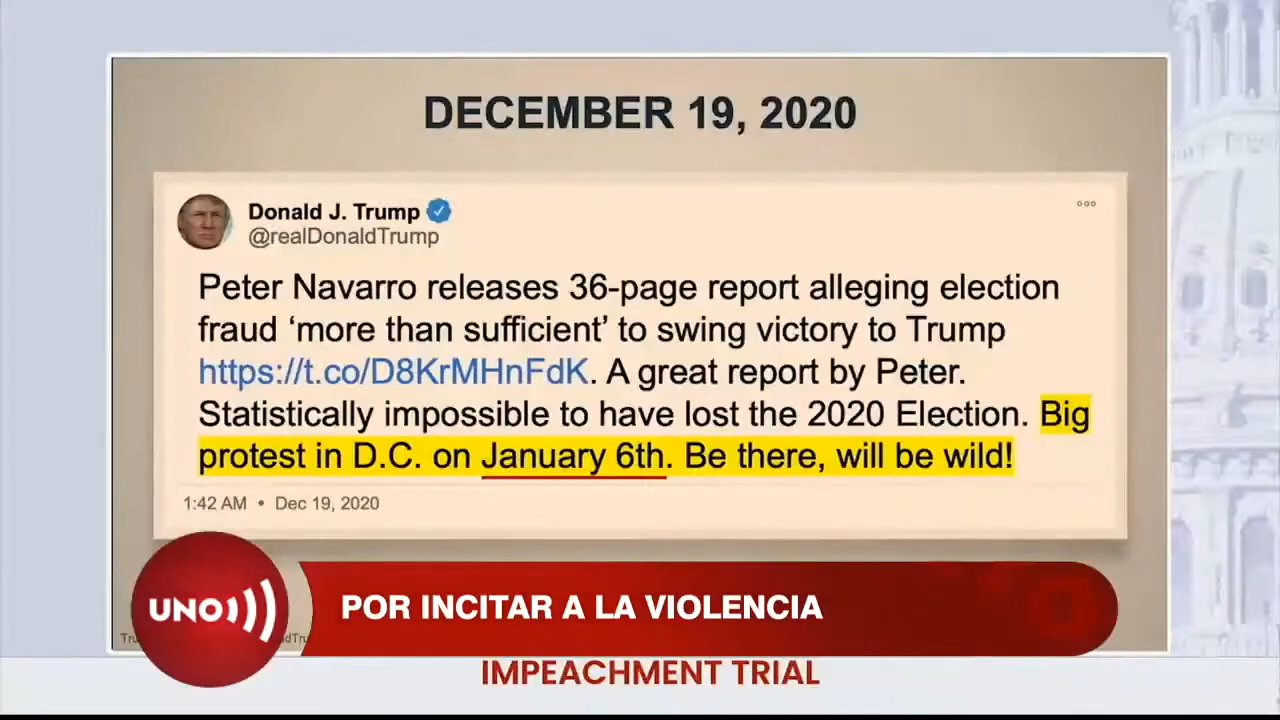 DECEMBER 19, 2020
Donald J. Trump
@realDonaldTrump
Peter Navarro releases 36-page report alleging election
fraud ‘more than sufficient’ to swing victory to Trump
https://t.co/D8KrMHnFdK. A great report by Peter.
Statistically impossible to have lost the 2020 Election. Big
protest in D.C. on January 6th. Be there, will be wild!
1:42 AM • Dec 19, 2020
UNO
POR INCITAR A LA VIOLENCIA
IMPEACHMENT TRIAL